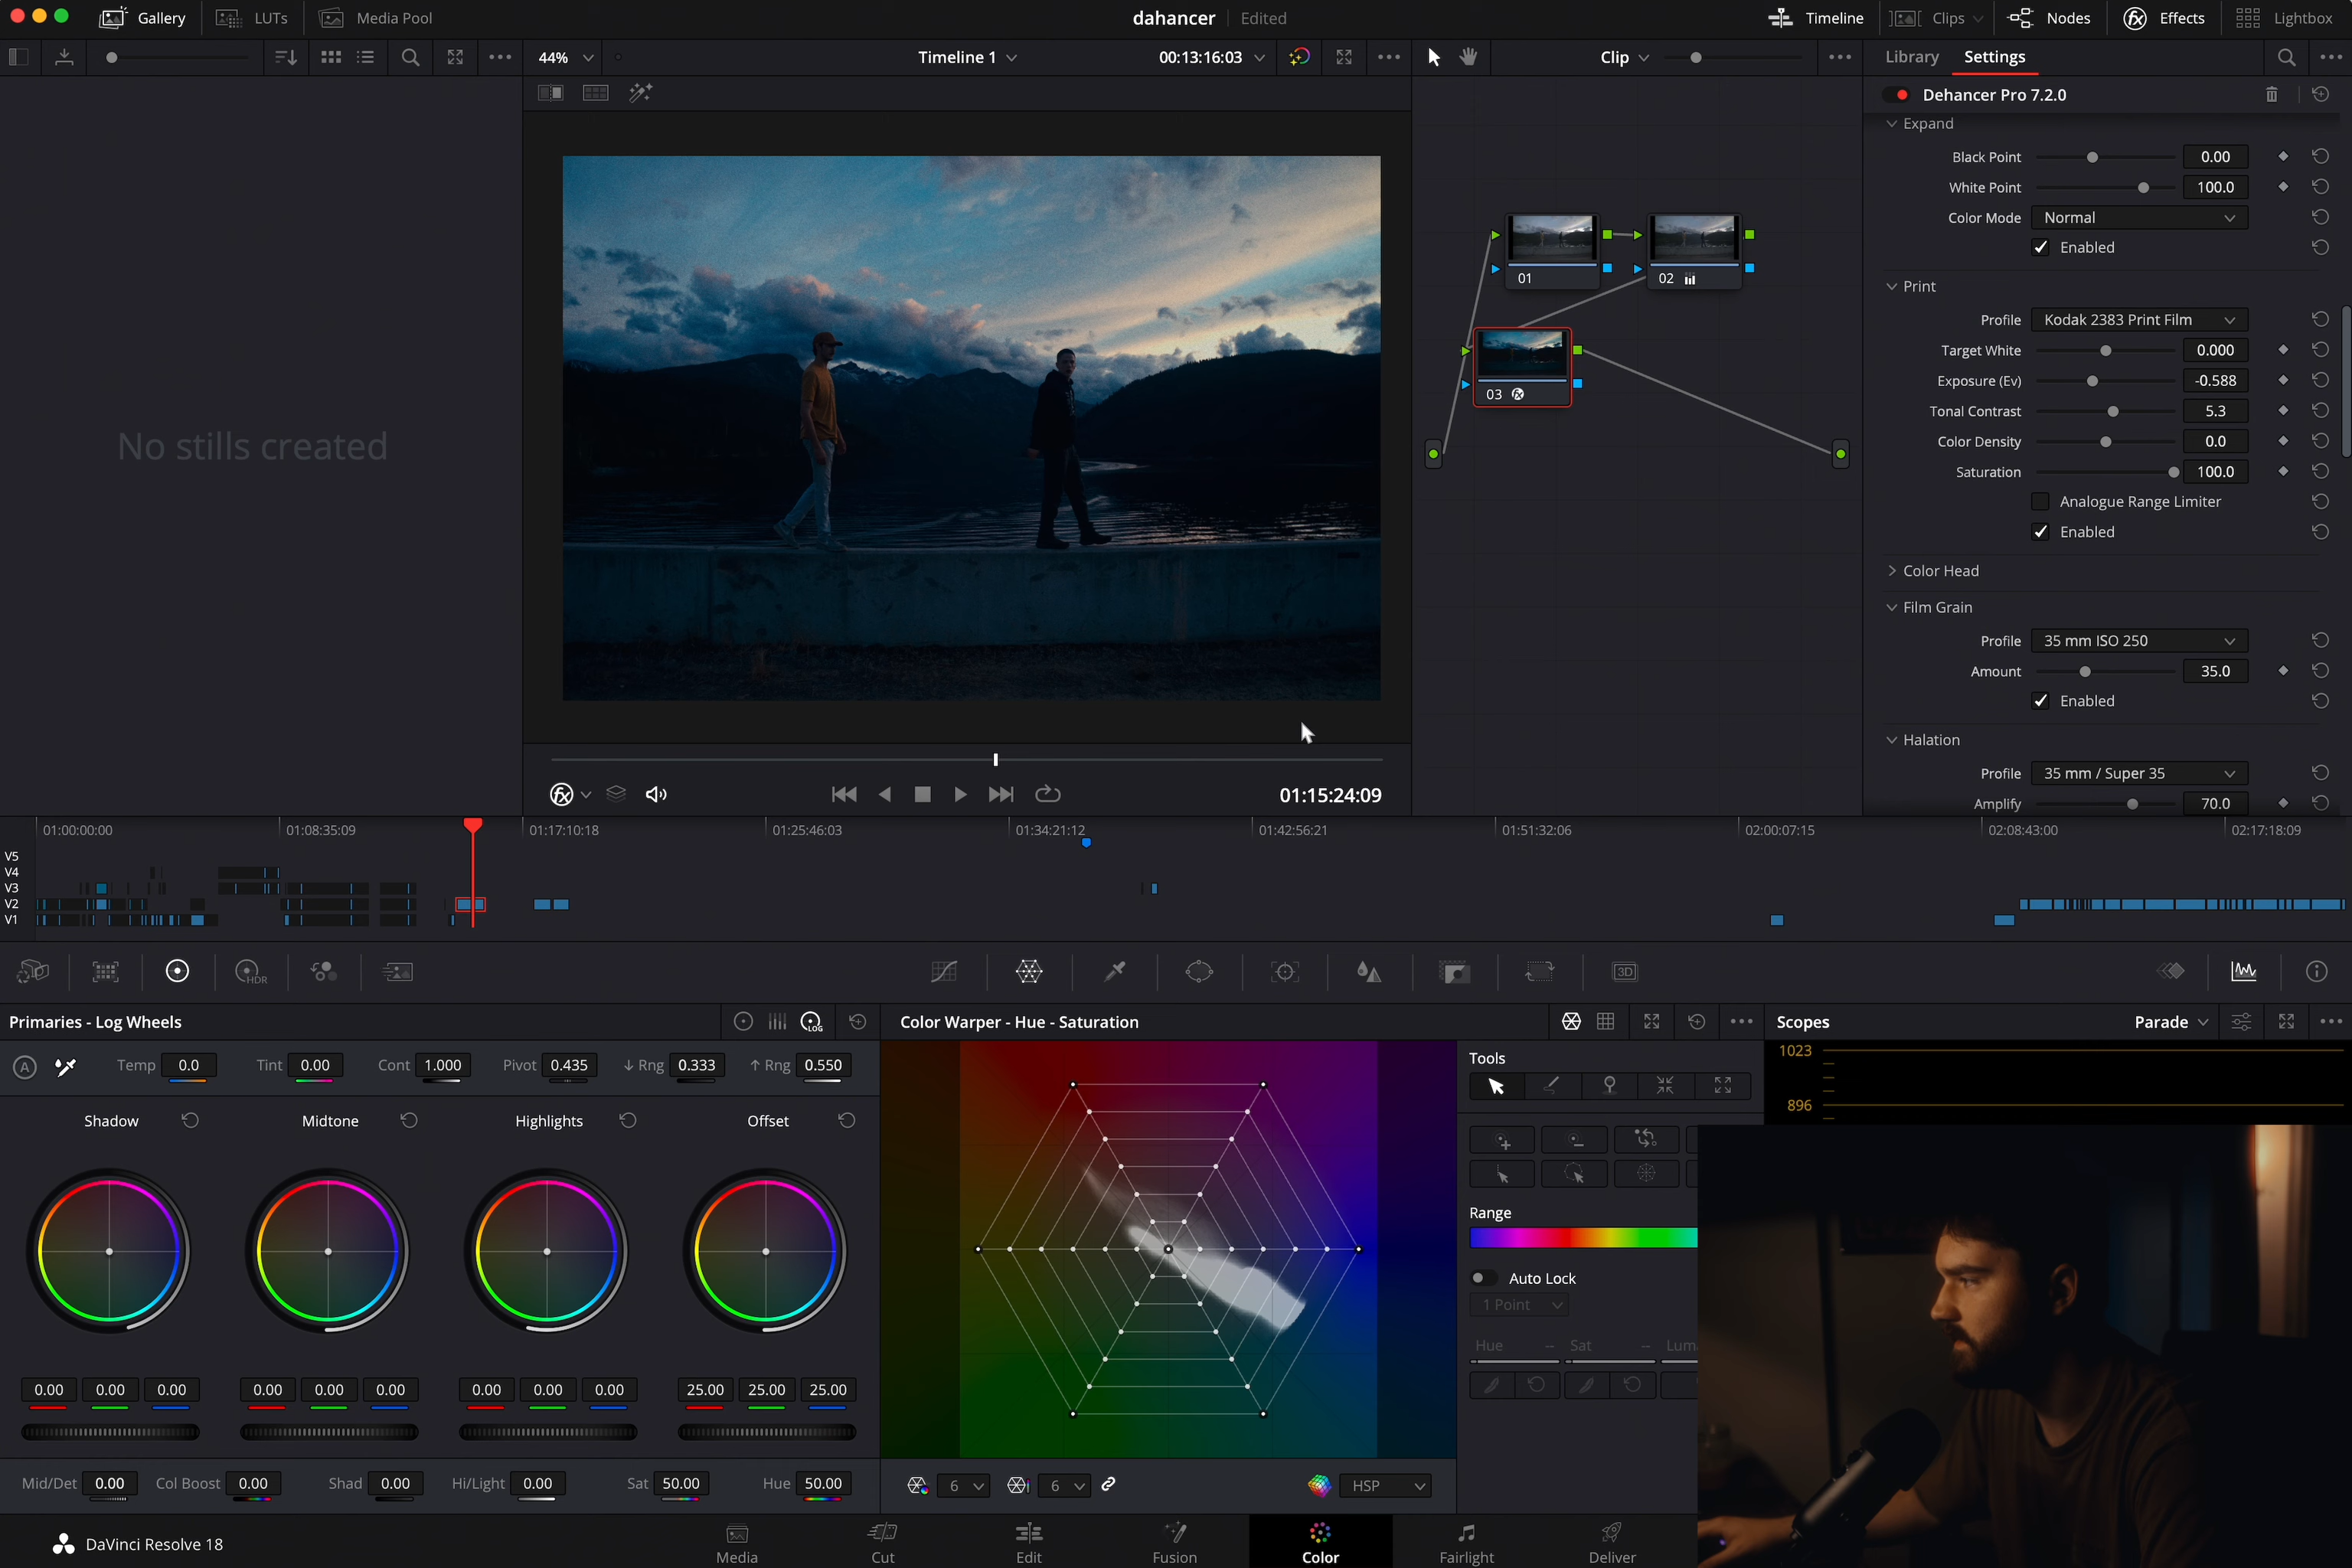 Gallery LUTs Media Pool dahancer Edited Timeline Clips Nodes Effects Lightbox
44% Timeline 1 00:13:16:03 Clip Library Settings
Dehancer Pro 7.2.0
Expand
Black Point 0.00
White Point 100.0
Color Mode Normal
Enabled
Print
Profile Kodak 2383 Print Film
Target White 0.000
Exposure (Ev) -0.588
Tonal Contrast 5.3
Color Density 0.0
Saturation 100.0
Analogue Range Limiter
Enabled
Color Head
Film Grain
Profile 35 mm ISO 250
Amount 35.0
Enabled
Halation
Profile 35 mm / Super 35
Amplify 70.0
No stills created
01
02
03
01:15:24:09
01:00:00:00 01:08:35:09 01:17:10:18 01:25:46:03 01:34:21:12 01:42:56:21 01:51:32:06 02:00:07:15 02:08:43:00 02:17:18:09
V5
V4
V3
V2
V1
HDR
3D
Primaries - Log Wheels LOG
Color Warper - Hue - Saturation
Scopes Parade
Temp 0.0 Tint 0.00 Cont 1.000 Pivot 0.435 ↓ Rng 0.333 ↑ Rng 0.550
A
Shadow Midtone Highlights Offset
0.00 0.00 0.00 0.00 0.00 0.00 0.00 0.00 0.00 25.00 25.00 25.00
Mid/Det 0.00 Col Boost 0.00 Shad 0.00 Hi/Light 0.00 Sat 50.00 Hue 50.00
6 6 HSP
Tools
Range
Auto Lock
1 Point
Hue -- Sat -- Lum
1023
896
DaVinci Resolve 18
Media Cut Edit Fusion Color Fairlight Deliver